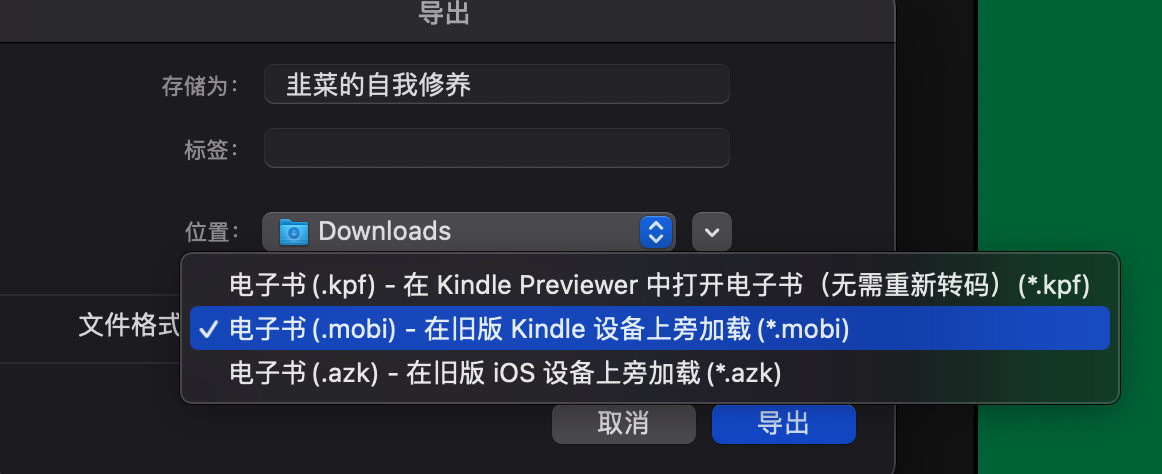 导出
存储为：
韭菜的自我修养
标签：
位置：
Downloads
电子书 (.kpf) – 在 Kindle Previewer 中打开电子书（无需重新转码）(*.kpf)
文件格式
✓ 电子书 (.mobi) – 在旧版 Kindle 设备上旁加载 (*.mobi)
电子书 (.azk) – 在旧版 iOS 设备上旁加载 (*.azk)
取消
导出